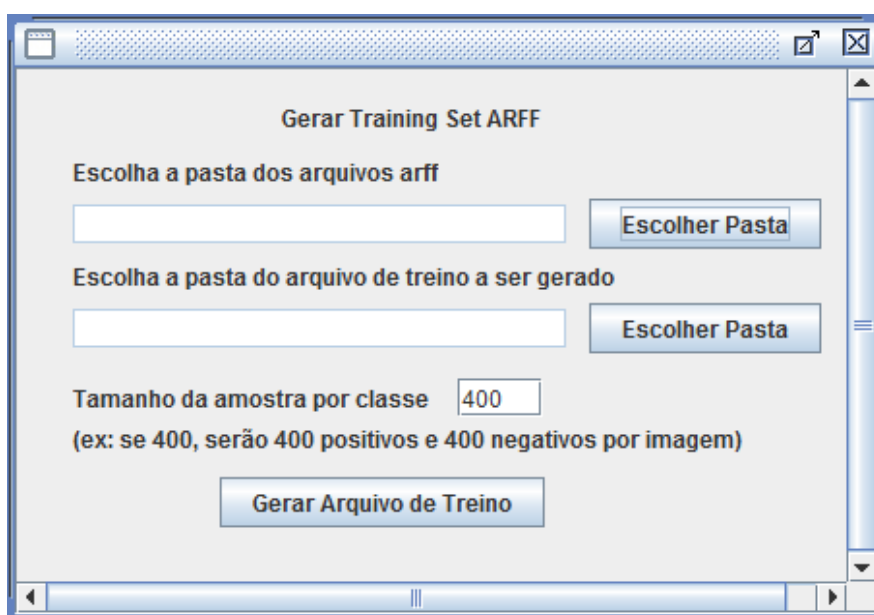 Gerar Training Set ARFF
Escolha a pasta dos arquivos arff
Escolher Pasta
Escolha a pasta do arquivo de treino a ser gerado
Escolher Pasta
Tamanho da amostra por classe 400
(ex: se 400, serão 400 positivos e 400 negativos por imagem)
Gerar Arquivo de Treino